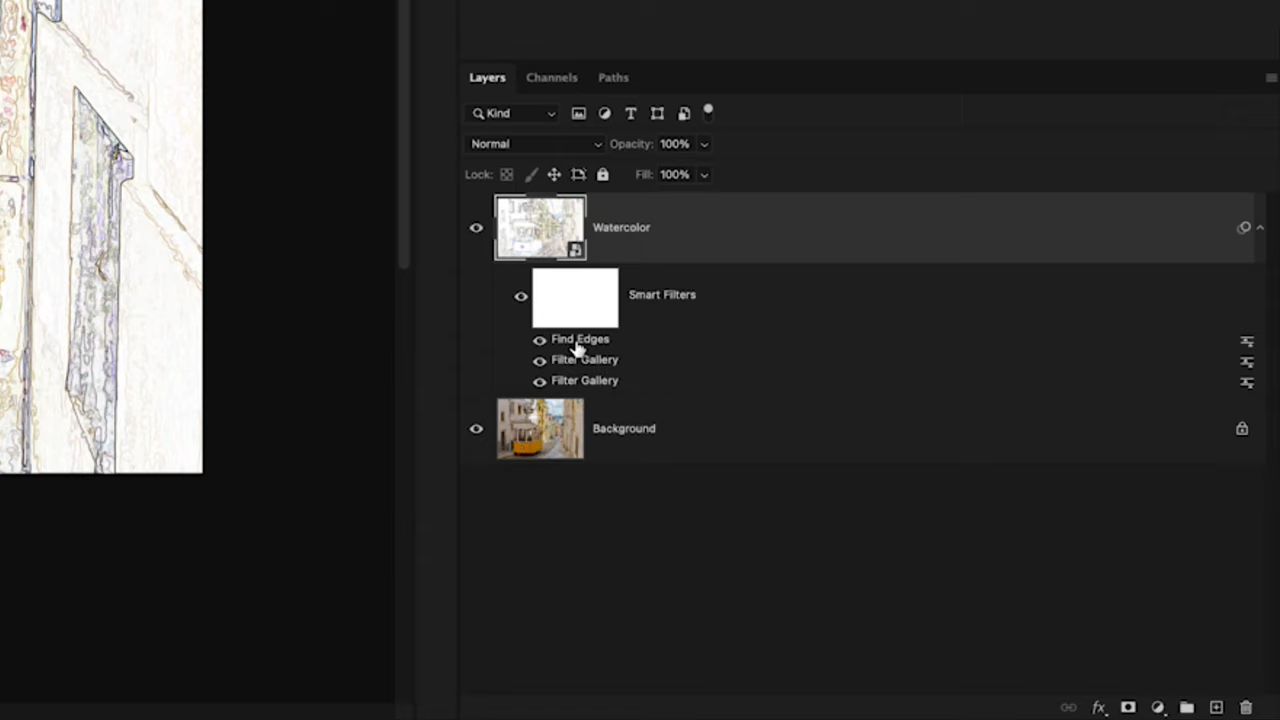 Layers Channels Paths
Kind
Normal Opacity: 100%
Lock: Fill: 100%
Watercolor
Smart Filters
Find Edges
Filter Gallery
Filter Gallery
Background
fx